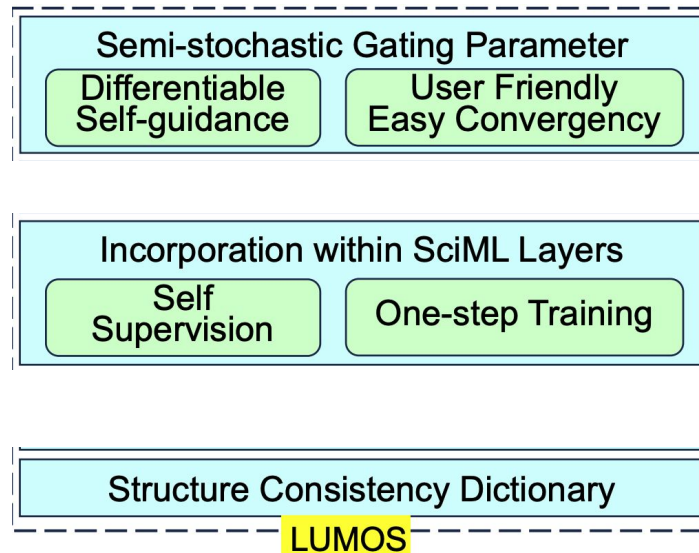 Semi-stochastic Gating Parameter
Differentiable
Self-guidance
User Friendly
Easy Convergency
Incorporation within SciML Layers
Self
Supervision
One-step Training
Structure Consistency Dictionary
LUMOS